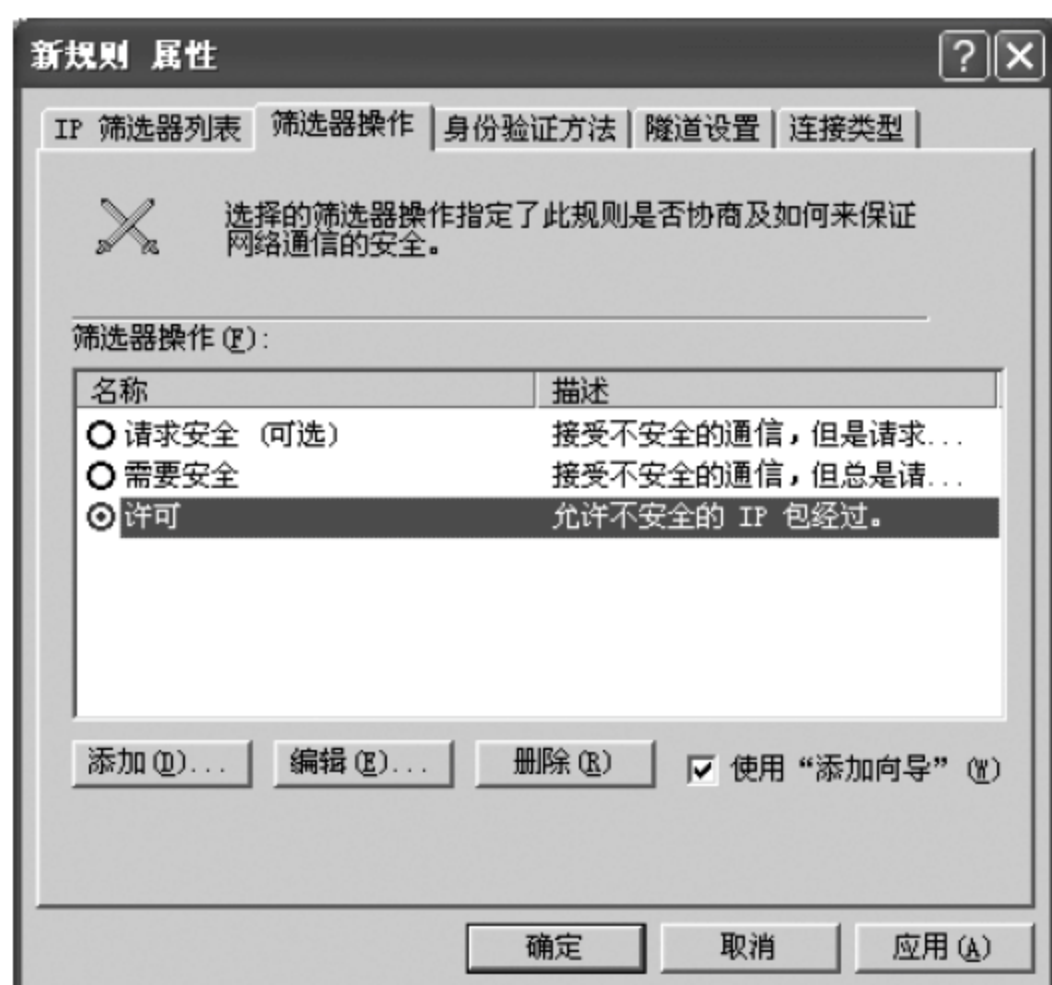 新规则 属性
IP 筛选器列表 筛选器操作 身份验证方法 隧道设置 连接类型
选择的筛选器操作指定了此规则是否协商及如何来保证
网络通信的安全。
筛选器操作(F):
名称 描述
请求安全 (可选) 接受不安全的通信,但是请求...
需要安全 接受不安全的通信,但总是请...
许可 允许不安全的 IP 包经过。
添加(D)... 编辑(E)... 删除(R) 使用“添加向导”(W)
确定 取消 应用(A)